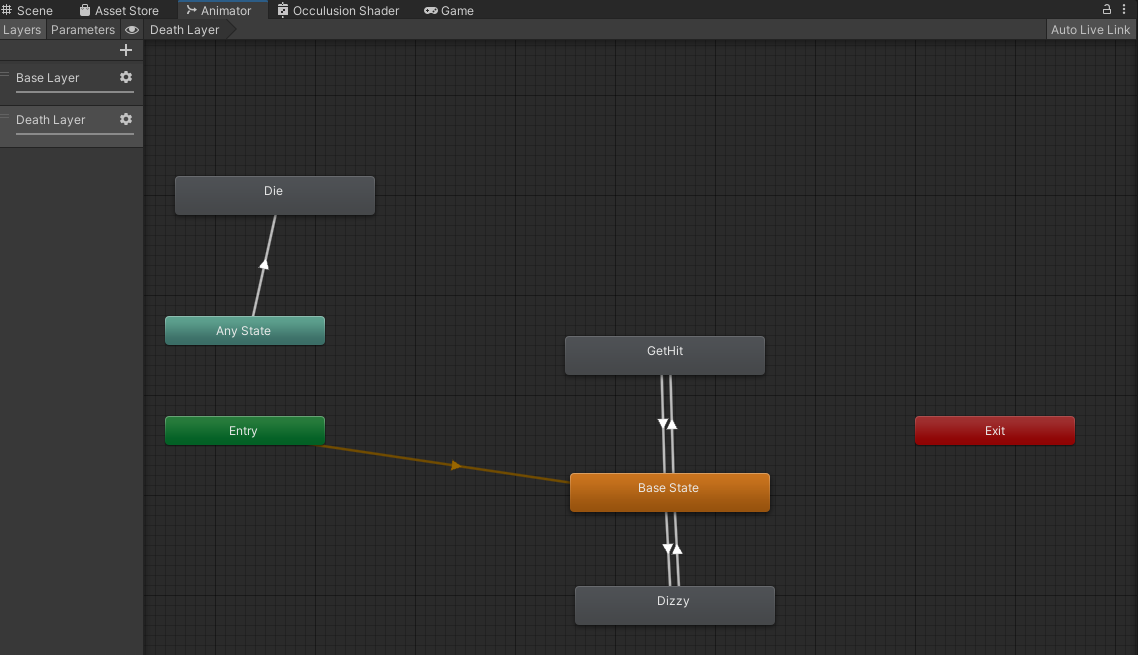 Scene Asset Store Animator Occulusion Shader Game
Layers Parameters Death Layer Auto Live Link
Base Layer
Death Layer
Die
Any State
GetHit
Entry
Exit
Base State
Dizzy